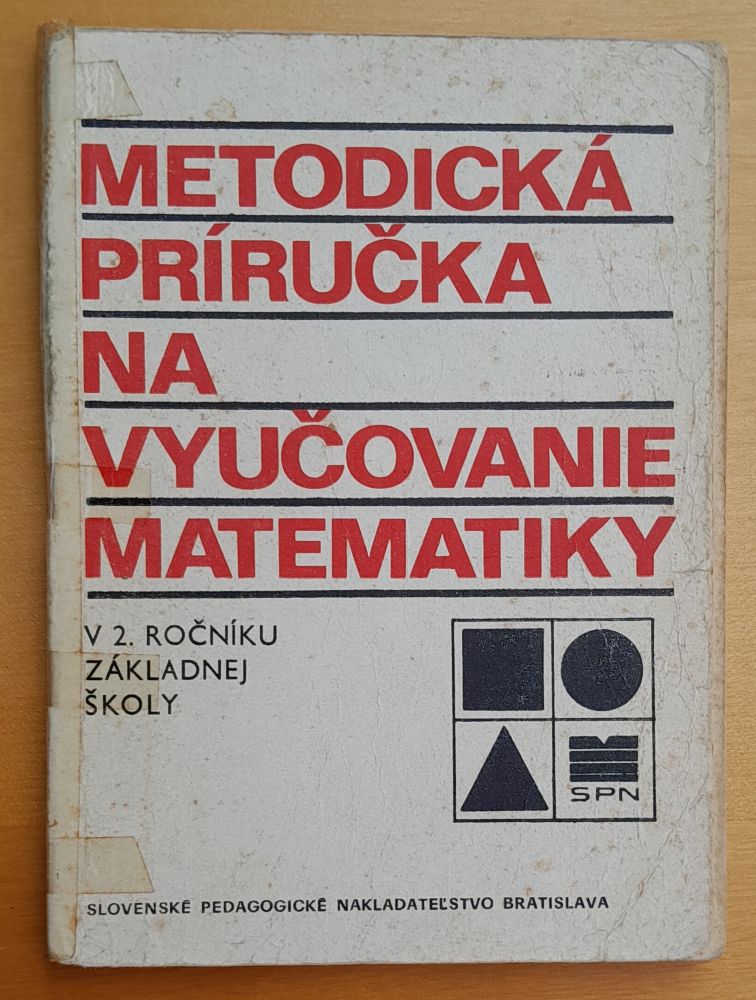 METODICKÁ
PRÍRUČKA
NA
VYUČOVANIE
MATEMATIKY
V 2. ROČNÍKU
ZÁKLADNEJ
ŠKOLY
SPN
SLOVENSKÉ PEDAGOGICKÉ NAKLADATEĽSTVO BRATISLAVA